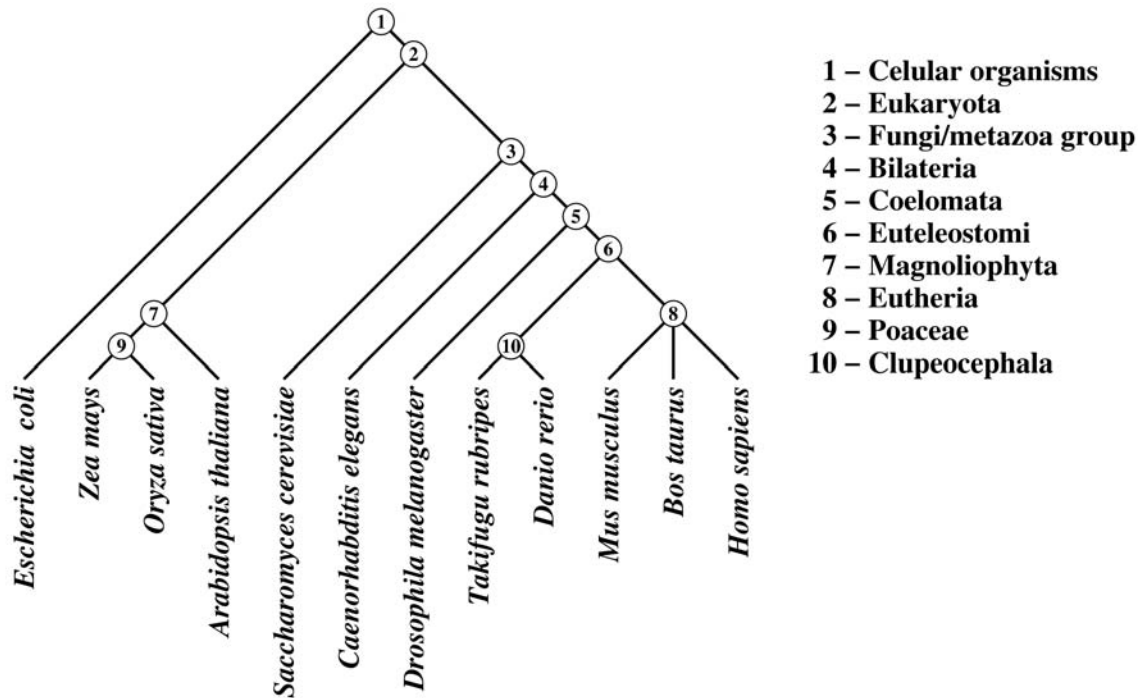 1
2
3
4
5
6
7
8
9
10
Escherichia coli
Zea mays
Oryza sativa
Arabidopsis thaliana
Saccharomyces cerevisiae
Caenorhabditis elegans
Drosophila melanogaster
Takifugu rubripes
Danio rerio
Mus musculus
Bos taurus
Homo sapiens
1 – Celular organisms
2 – Eukaryota
3 – Fungi/metazoa group
4 – Bilateria
5 – Coelomata
6 – Euteleostomi
7 – Magnoliophyta
8 – Eutheria
9 – Poaceae
10 – Clupeocephala